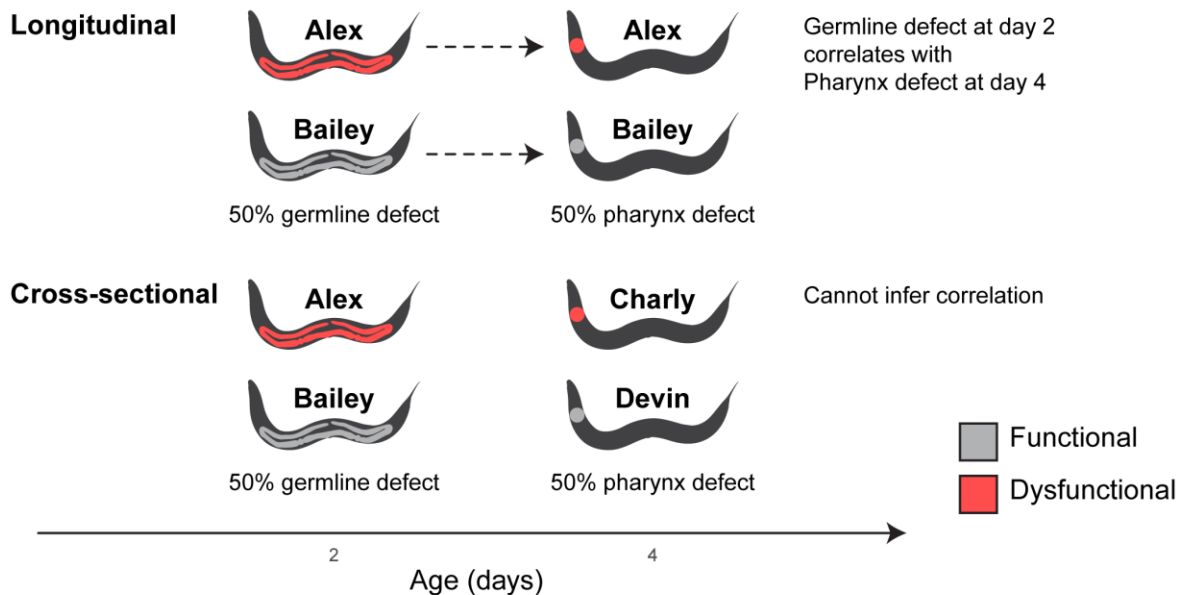 Longitudinal
Alex
Alex
Germline defect at day 2
correlates with
Pharynx defect at day 4
Bailey
Bailey
50% germline defect
50% pharynx defect
Cross-sectional
Alex
Charly
Cannot infer correlation
Bailey
Devin
50% germline defect
50% pharynx defect
Functional
Dysfunctional
2
4
Age (days)